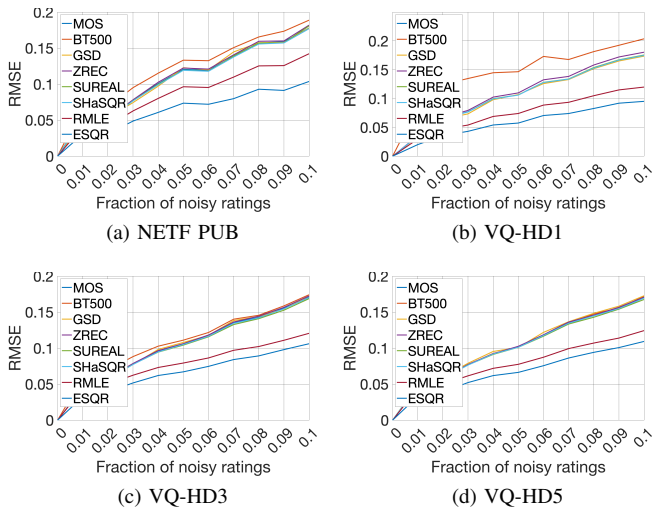 0.2
0.15
0.1
0.05
0
RMSE
MOS
BT500
GSD
ZREC
SUREAL
SHaSQR
RMLE
ESQR
0 0.01 0.02 0.03 0.04 0.05 0.06 0.07 0.08 0.09 0.1
Fraction of noisy ratings
(a) NETF PUB
0.2
0.15
0.1
0.05
0
RMSE
MOS
BT500
GSD
ZREC
SUREAL
SHaSQR
RMLE
ESQR
0 0.01 0.02 0.03 0.04 0.05 0.06 0.07 0.08 0.09 0.1
Fraction of noisy ratings
(b) VQ-HD1
0.2
0.15
0.1
0.05
0
RMSE
MOS
BT500
GSD
ZREC
SUREAL
SHaSQR
RMLE
ESQR
0 0.01 0.02 0.03 0.04 0.05 0.06 0.07 0.08 0.09 0.1
Fraction of noisy ratings
(c) VQ-HD3
0.2
0.15
0.1
0.05
0
RMSE
MOS
BT500
GSD
ZREC
SUREAL
SHaSQR
RMLE
ESQR
0 0.01 0.02 0.03 0.04 0.05 0.06 0.07 0.08 0.09 0.1
Fraction of noisy ratings
(d) VQ-HD5